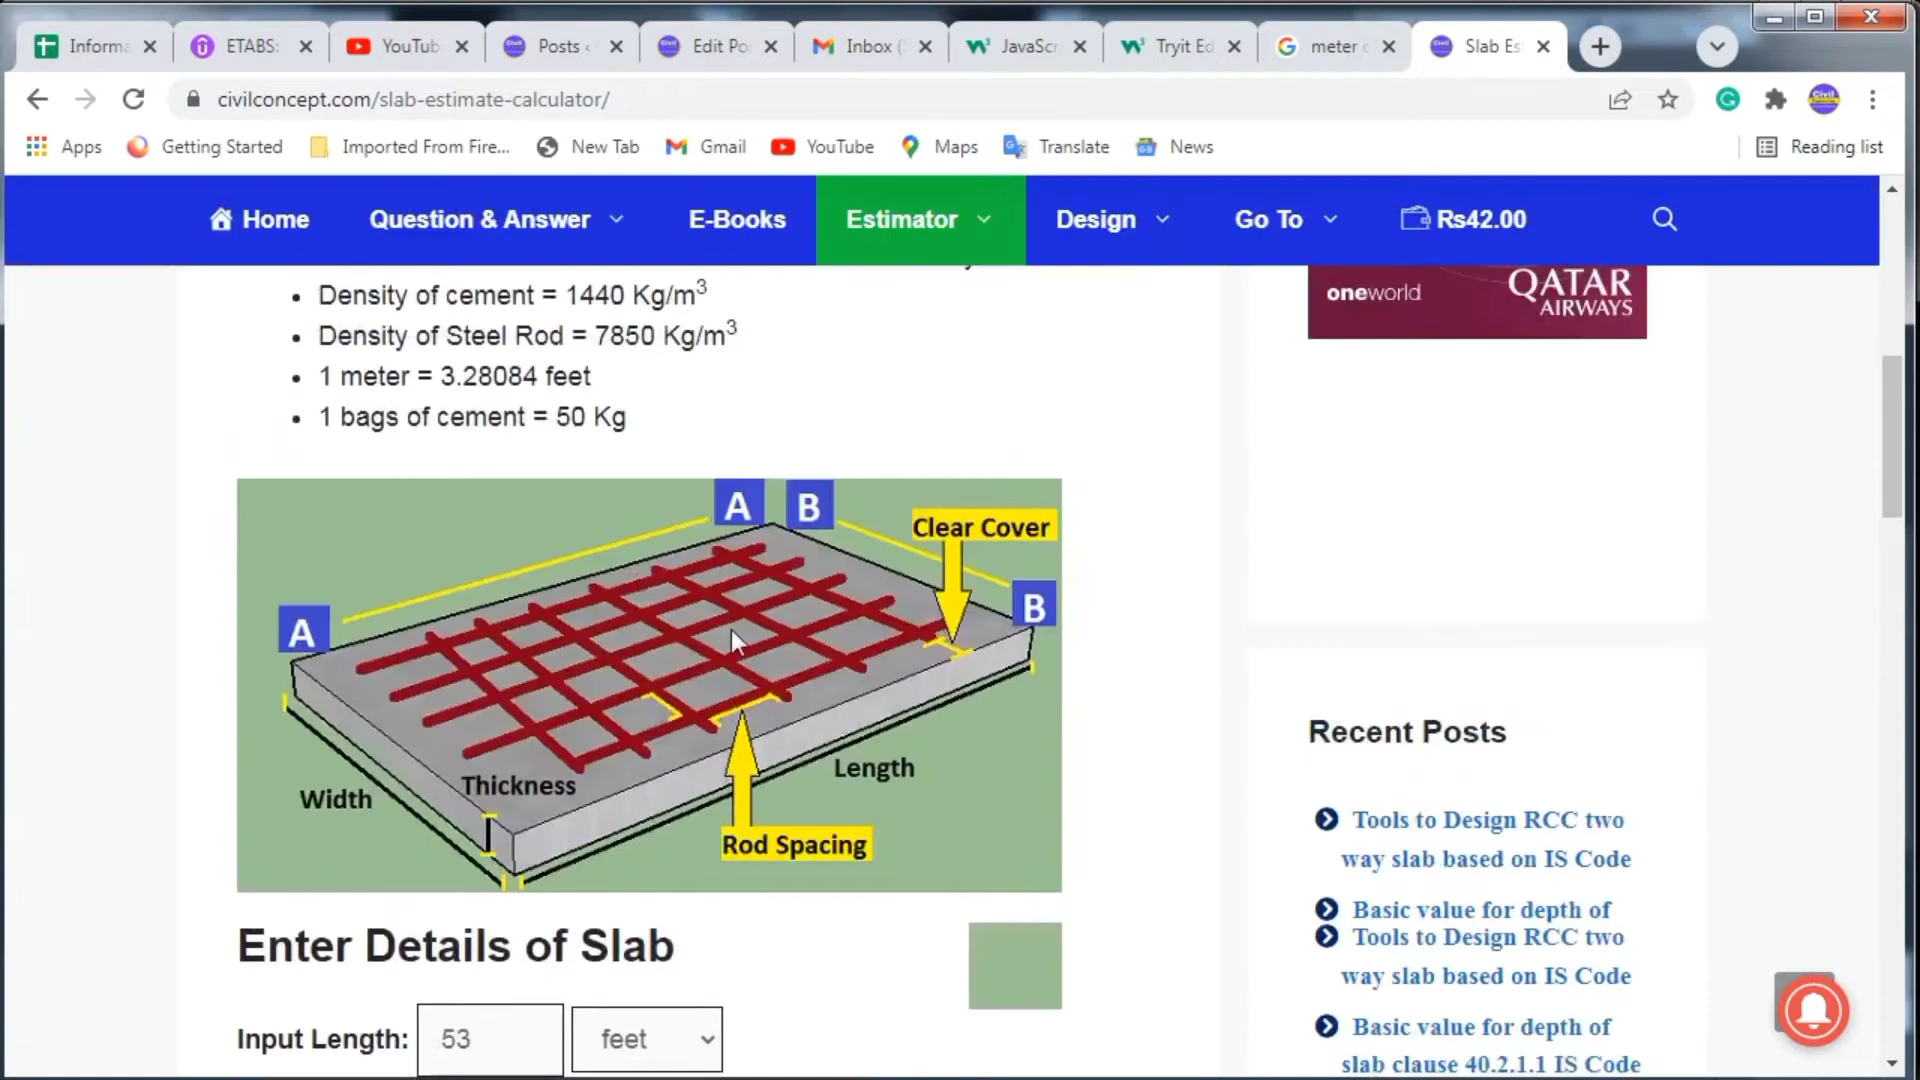 Informa
ETABS:
YouTub
Posts
Edit Po
Inbox (
JavaScr
Tryit Ed
meter c
Slab Es
civilconcept.com/slab-estimate-calculator/
Apps
Getting Started
Imported From Fire...
New Tab
Gmail
YouTube
Maps
Translate
News
Reading list
Home
Question & Answer
E-Books
Estimator
Design
Go To
₨42.00
Density of cement = 1440 Kg/m³
Density of Steel Rod = 7850 Kg/m³
1 meter = 3.28084 feet
1 bags of cement = 50 Kg
oneworld
QATAR
AIRWAYS
A
B
Clear Cover
A
B
Width
Thickness
Length
Rod Spacing
Enter Details of Slab
Input Length: 53 feet
Recent Posts
Tools to Design RCC two
way slab based on IS Code
Basic value for depth of
Tools to Design RCC two
way slab based on IS Code
Basic value for depth of
slab clause 40.2.1.1 IS Code